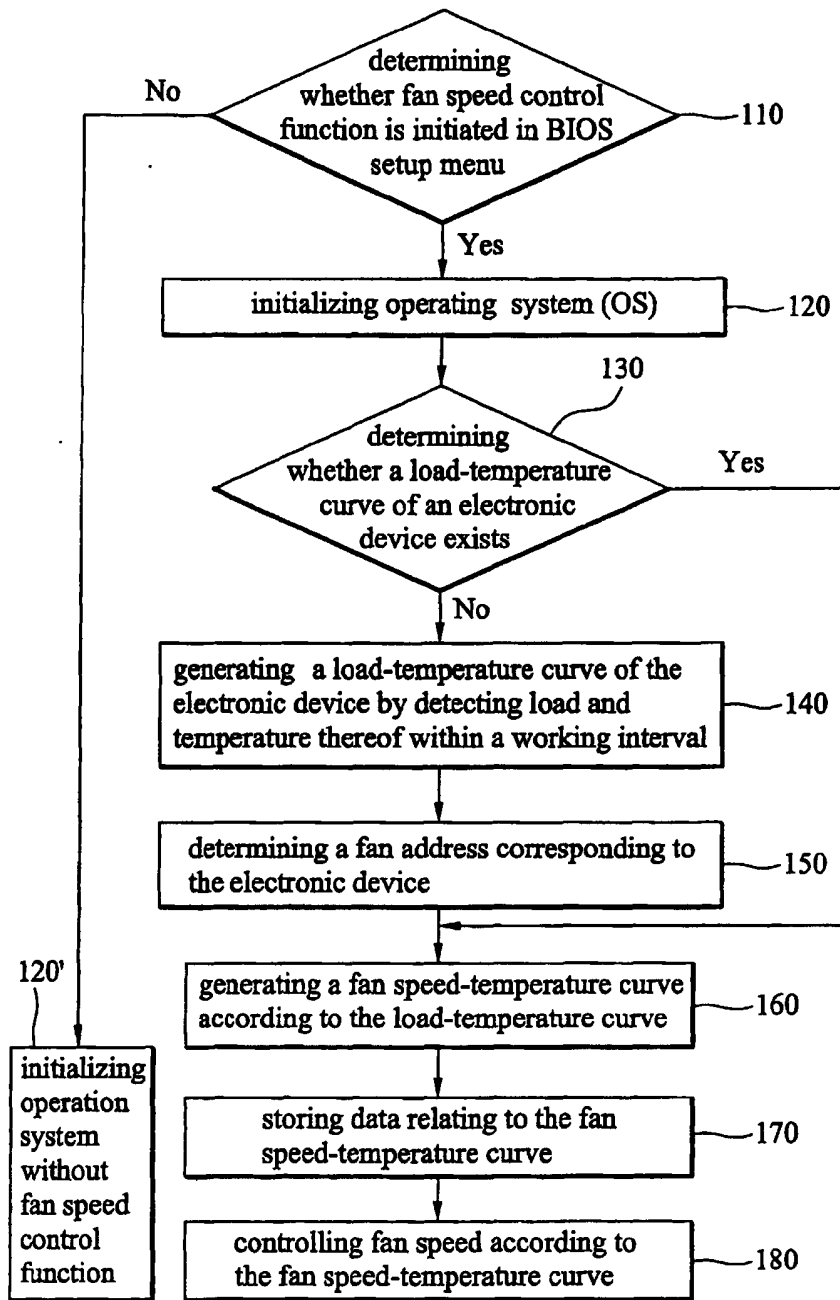 determining
whether fan speed control
function is initiated in BIOS
setup menu
110
No
Yes
initializing operating system (OS)
120
130
determining
whether a load-temperature
curve of an electronic
device exists
Yes
No
generating a load-temperature curve of the
electronic device by detecting load and
temperature thereof within a working interval
140
determining a fan address corresponding to
the electronic device
150
generating a fan speed-temperature curve
according to the load-temperature curve
160
120'
initializing
operation
system
without
fan speed
control
function
storing data relating to the fan
speed-temperature curve
170
controlling fan speed according to
the fan speed-temperature curve
180